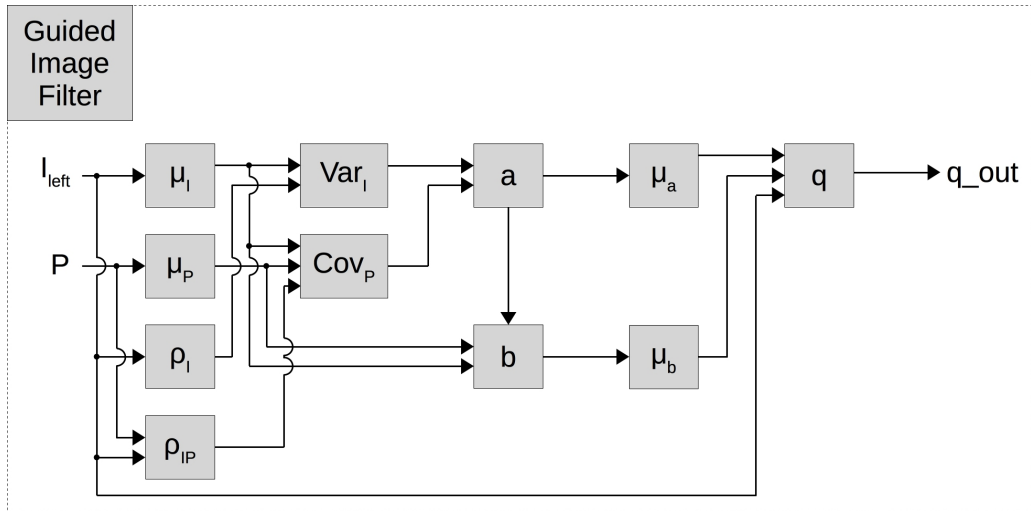 Guided
Image
Filter
I_left
μ_I
Var_I
a
μ_a
q
q_out
P
μ_P
Cov_P
ρ_I
b
μ_b
ρ_IP